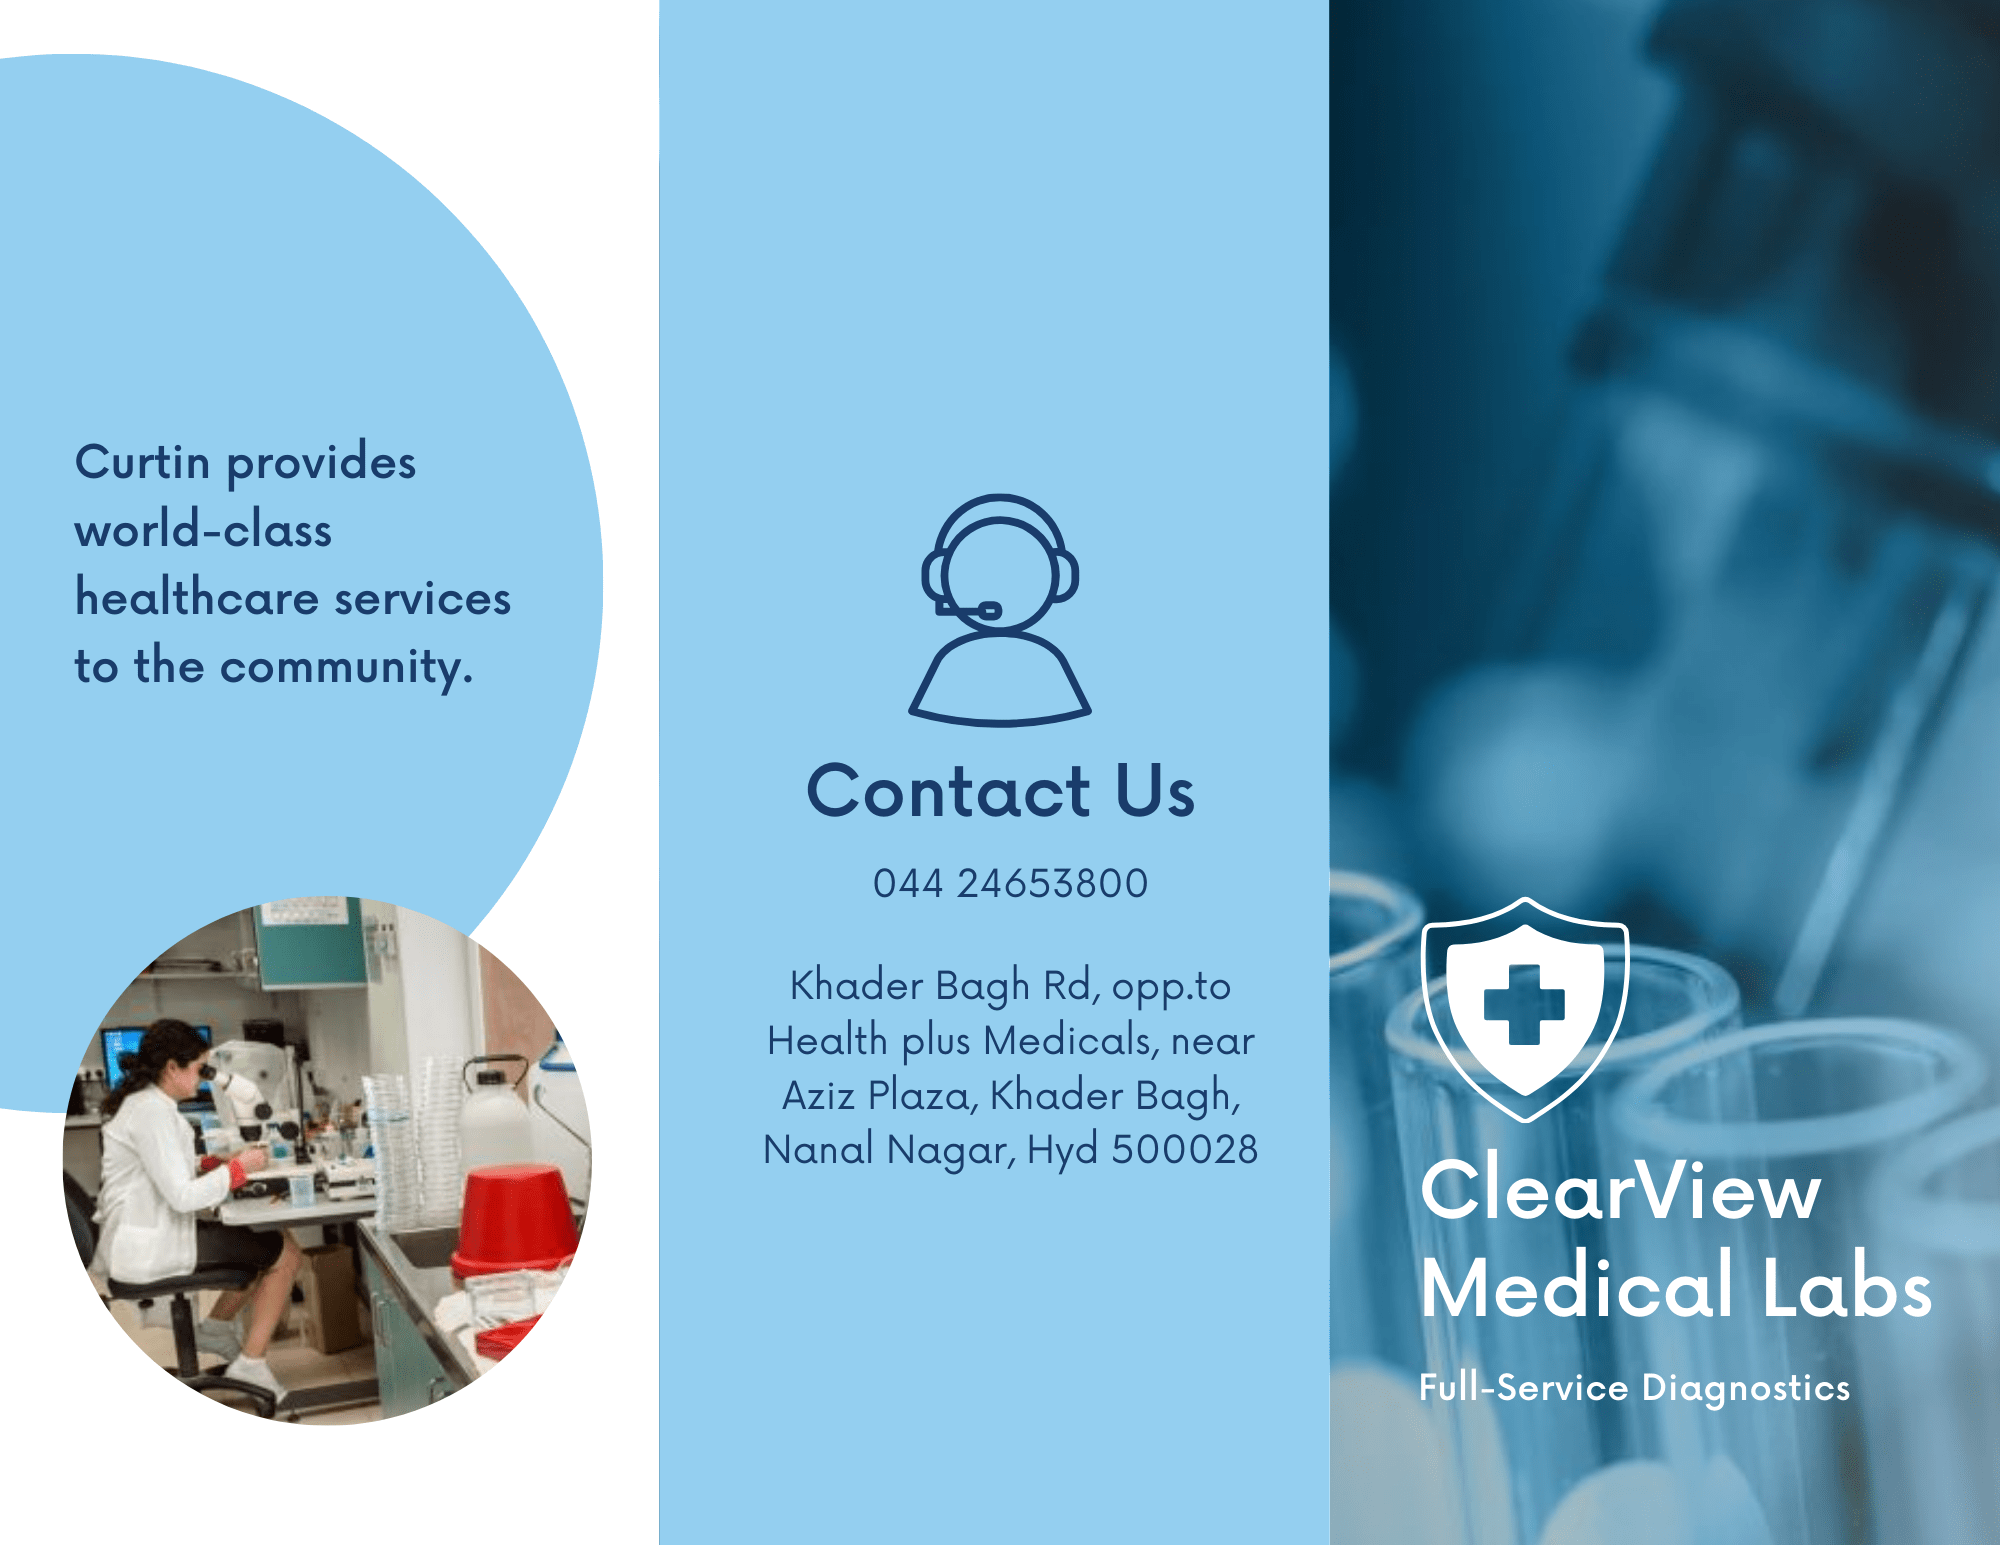 Curtin provides
world-class
healthcare services
to the community.
Contact Us
044 24653800
Khader Bagh Rd, opp.to
Health plus Medicals, near
Aziz Plaza, Khader Bagh,
Nanal Nagar, Hyd 500028
ClearView
Medical Labs
Full-Service Diagnostics